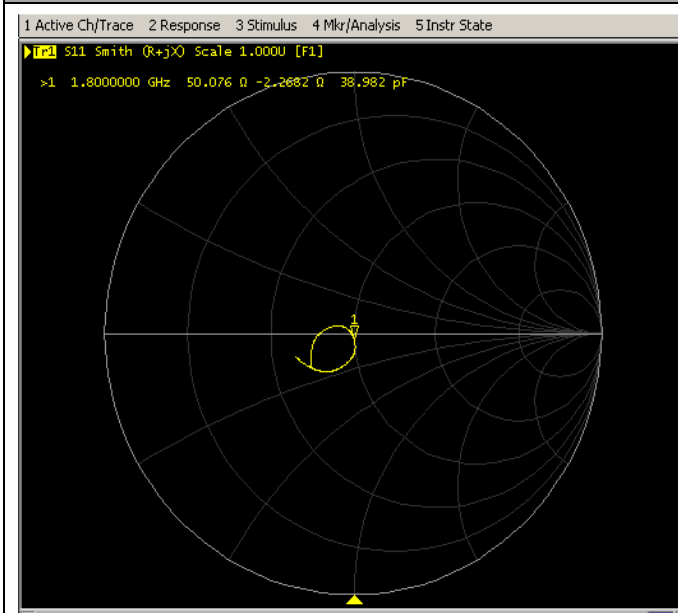 1 Active Ch/Trace 2 Response 3 Stimulus 4 Mkr/Analysis 5 Instr State
Tr1 S11 Smith (R+jX) Scale 1.000U [F1]
>1 1.8000000 GHz 50.076 Ω -2.2682 Ω 38.982 pF
1